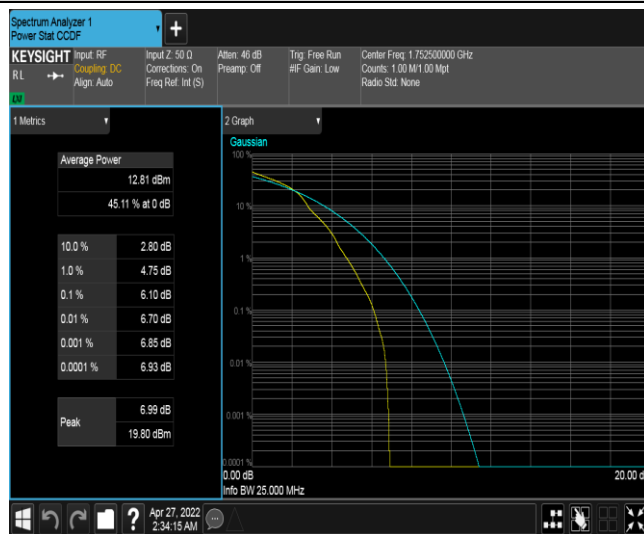 Spectrum Analyzer 1
Power Stat CCDF
+
KEYSIGHT Input: RF Input Z: 50 Ω Atten: 46 dB Trig: Free Run Center Freq: 1.752500000 GHz
RL Coupling: DC Corrections: On Preamp: Off #IF Gain: Low Counts: 1.00 M/1.00 Mpt
Align: Auto Freq Ref: Int (S) Radio Std: None
1 Metrics
2 Graph
Average Power
12.81 dBm
45.11 % at 0 dB
10.0 % 2.80 dB
1.0 % 4.75 dB
0.1 % 6.10 dB
0.01 % 6.70 dB
0.001 % 6.85 dB
0.0001 % 6.93 dB
Peak
6.99 dB
19.80 dBm
Gaussian
100 %
10 %
1 %
0.1 %
0.01 %
0.001 %
0.0001 %
0.00 dB 20.00 d
Info BW 25.000 MHz
? Apr 27, 2022
2:34:15 AM